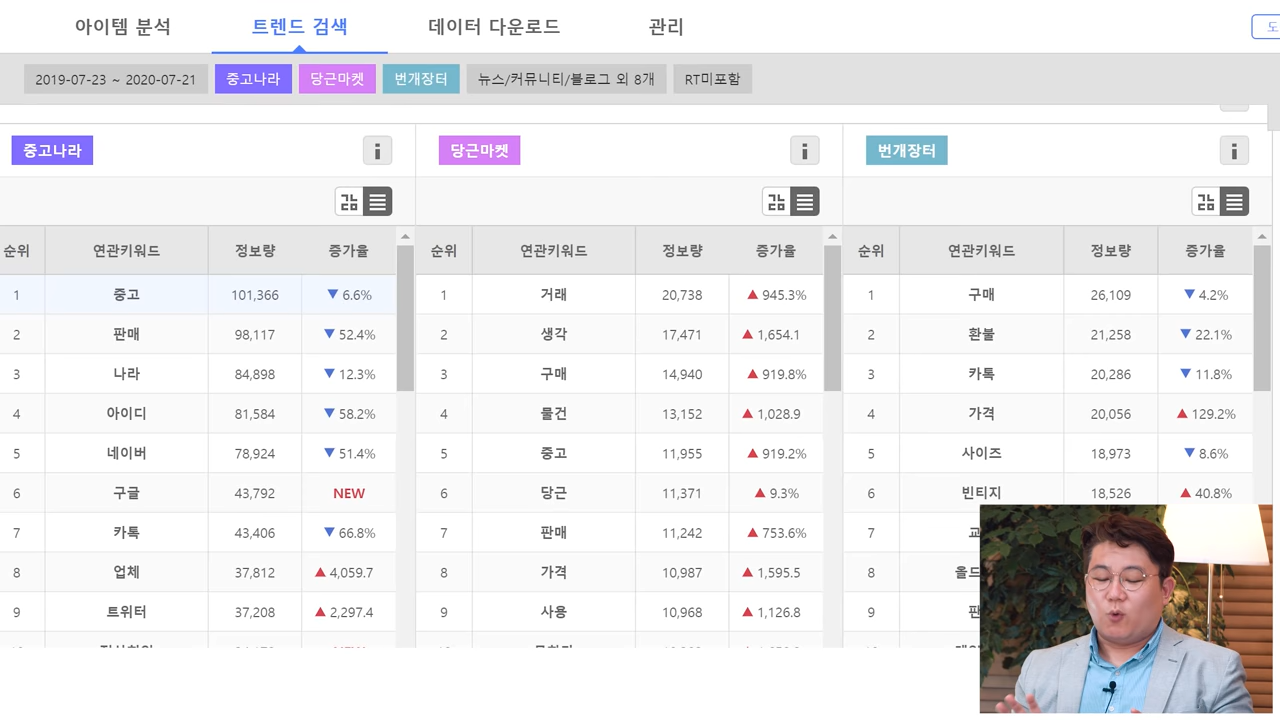 아이템 분석 트렌드 검색 데이터 다운로드 관리
2019-07-23 ~ 2020-07-21 중고나라 당근마켓 번개장터 뉴스/커뮤니티/블로그 외 8개 RT미포함
중고나라 당근마켓 번개장터
순위 연관키워드 정보량 증가율 순위 연관키워드 정보량 증가율 순위 연관키워드 정보량 증가율
1 중고 101,366 ▼ 6.6% 1 거래 20,738 ▲ 945.3% 1 구매 26,109 ▼ 4.2%
2 판매 98,117 ▼ 52.4% 2 생각 17,471 ▲ 1,654.1 2 환불 21,258 ▼ 22.1%
3 나라 84,898 ▼ 12.3% 3 구매 14,940 ▲ 919.8% 3 카톡 20,286 ▼ 11.8%
4 아이디 81,584 ▼ 58.2% 4 물건 13,152 ▲ 1,028.9 4 가격 20,056 ▲ 129.2%
5 네이버 78,924 ▼ 51.4% 5 중고 11,955 ▲ 919.2% 5 사이즈 18,973 ▼ 8.6%
6 구글 43,792 NEW 6 당근 11,371 ▲ 9.3% 6 빈티지 18,526 ▲ 40.8%
7 카톡 43,406 ▼ 66.8% 7 판매 11,242 ▲ 753.6% 7
8 업체 37,812 ▲ 4,059.7 8 가격 10,987 ▲ 1,595.5 8 올드
9 트위터 37,208 ▲ 2,297.4 9 사용 10,968 ▲ 1,126.8 9